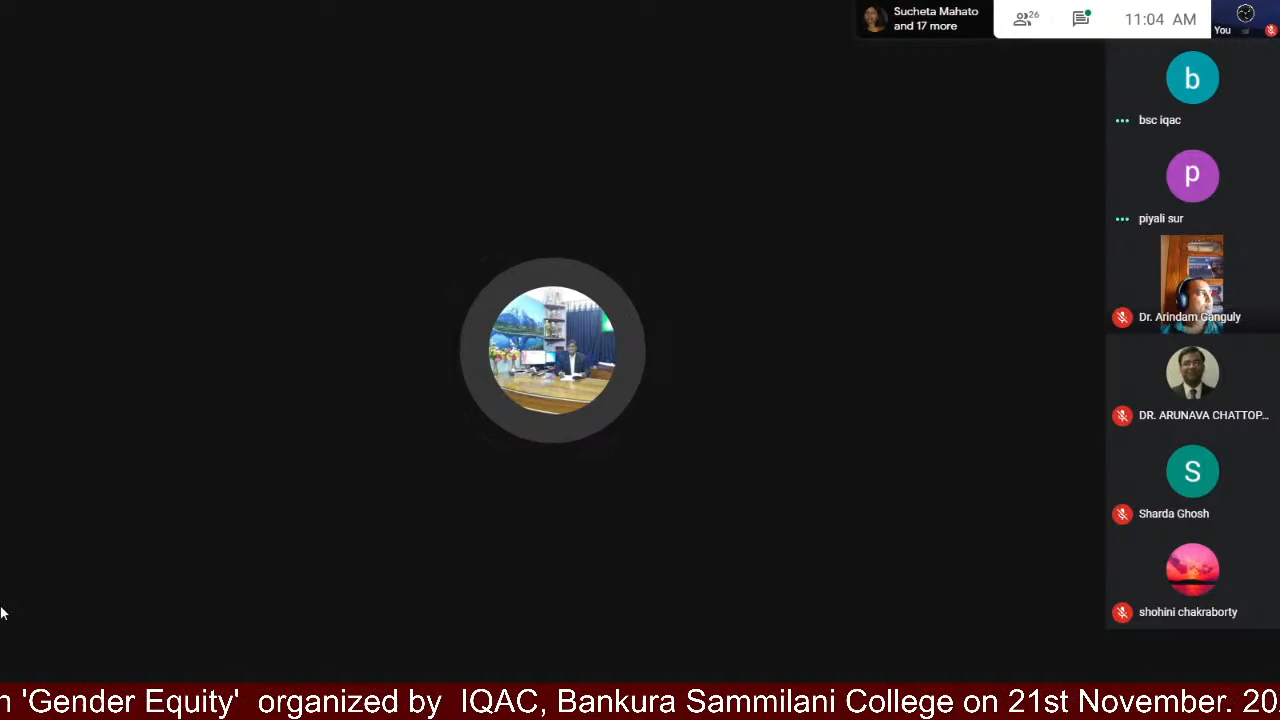 Sucheta Mahato
and 17 more
26
11:04 AM
You
b
bsc iqac
p
piyali sur
Dr. Arindam Ganguly
DR. ARUNAVA CHATTOP...
S
Sharda Ghosh
shohini chakraborty
n 'Gender Equity' organized by IQAC, Bankura Sammilani College on 21st November. 20